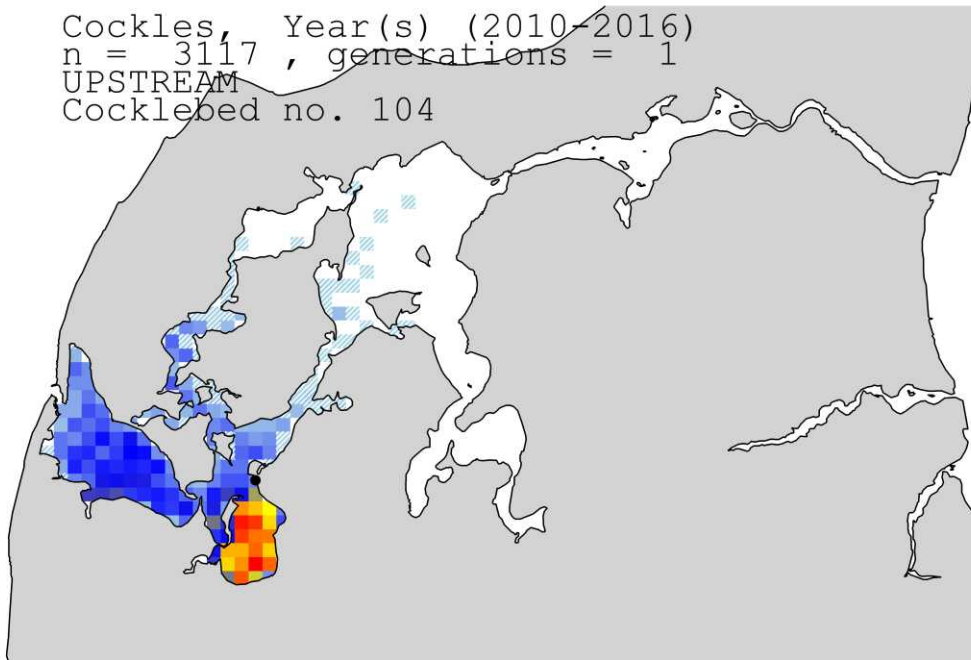 Cockles, Year(s) (2010-2016)
n = 3117 , generations = 1
UPSTREAM
Cocklebed no. 104